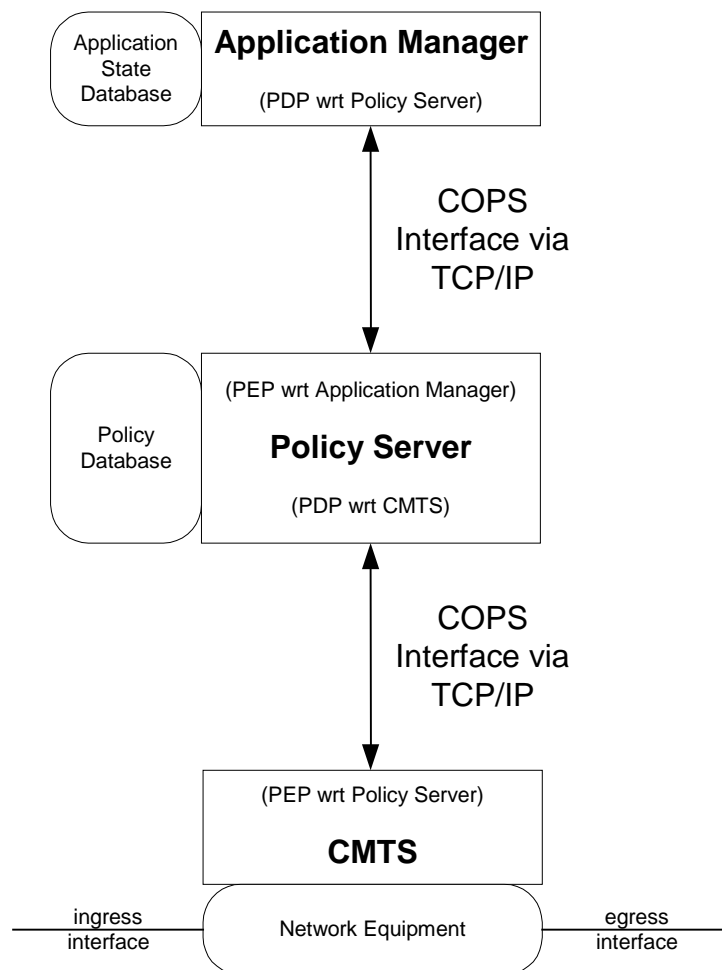 Application
State
Database
Application Manager
(PDP wrt Policy Server)
COPS
Interface via
TCP/IP
(PEP wrt Application Manager)
Policy
Database
Policy Server
(PDP wrt CMTS)
COPS
Interface via
TCP/IP
(PEP wrt Policy Server)
CMTS
ingress
interface
Network Equipment
egress
interface